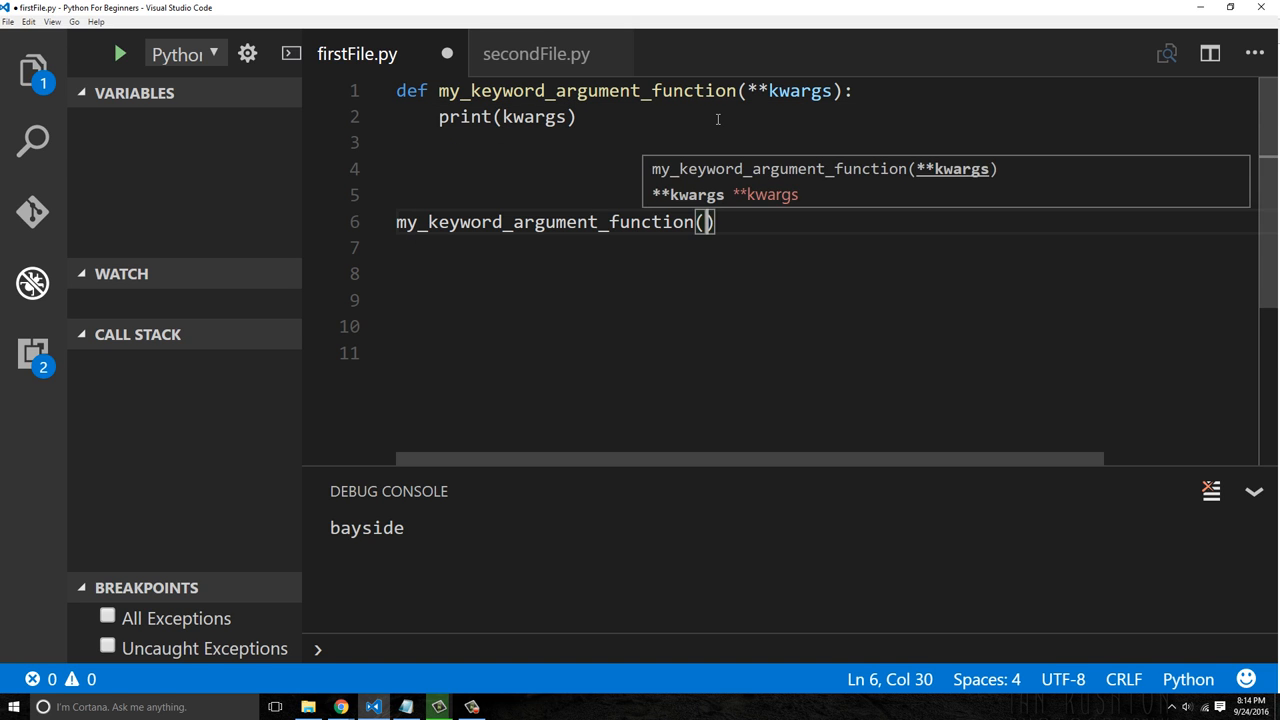 firstFile.py - Python For Beginners - Visual Studio Code
File Edit View Go Help
Python
firstFile.py
secondFile.py
VARIABLES
WATCH
CALL STACK
BREAKPOINTS
All Exceptions
Uncaught Exceptions
1
2
1 def my_keyword_argument_function(**kwargs):
2 print(kwargs)
3
4
my_keyword_argument_function(**kwargs)
5
**kwargs **kwargs
6 my_keyword_argument_function()
7
8
9
10
11
DEBUG CONSOLE
bayside
0 0
Ln 6, Col 30 Spaces: 4 UTF-8 CRLF Python
I'm Cortana. Ask me anything.
8:14 PM
9/24/2016